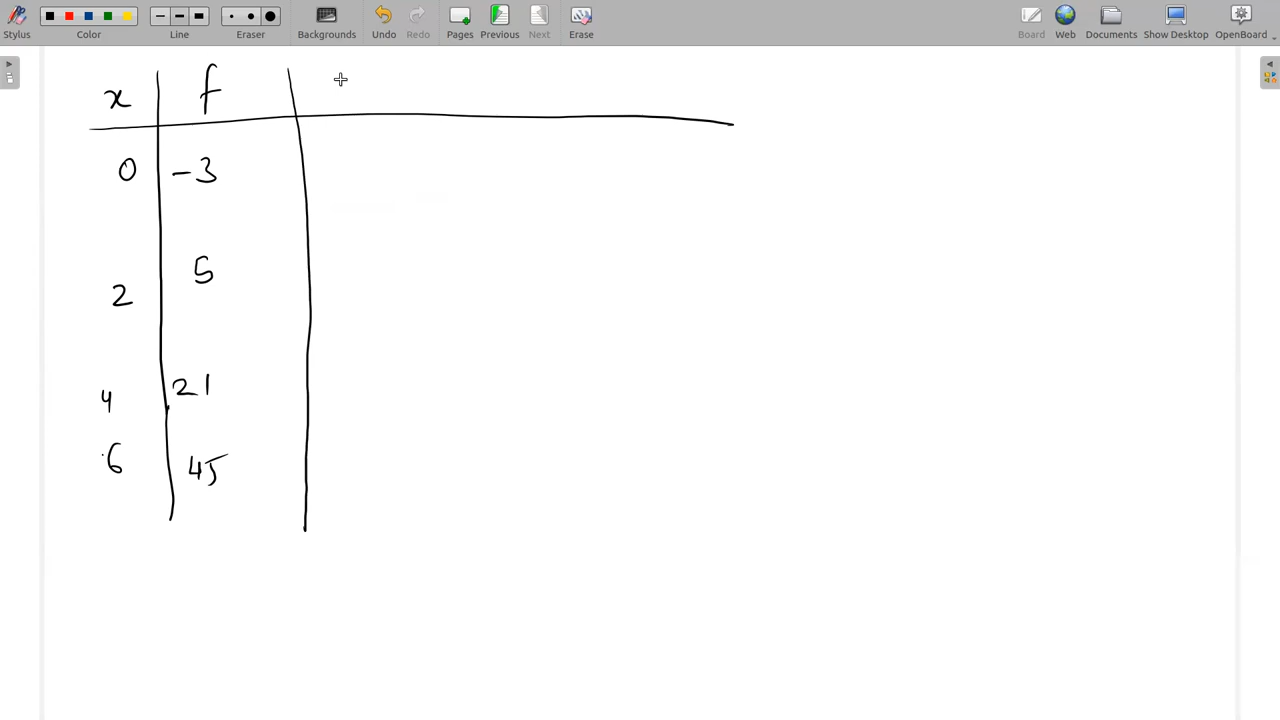 Stylus Color Line Eraser Backgrounds Undo Redo Pages Previous Next Erase Board Web Documents Show Desktop OpenBoard
x f
0 -3
2 5
4 21
6 45